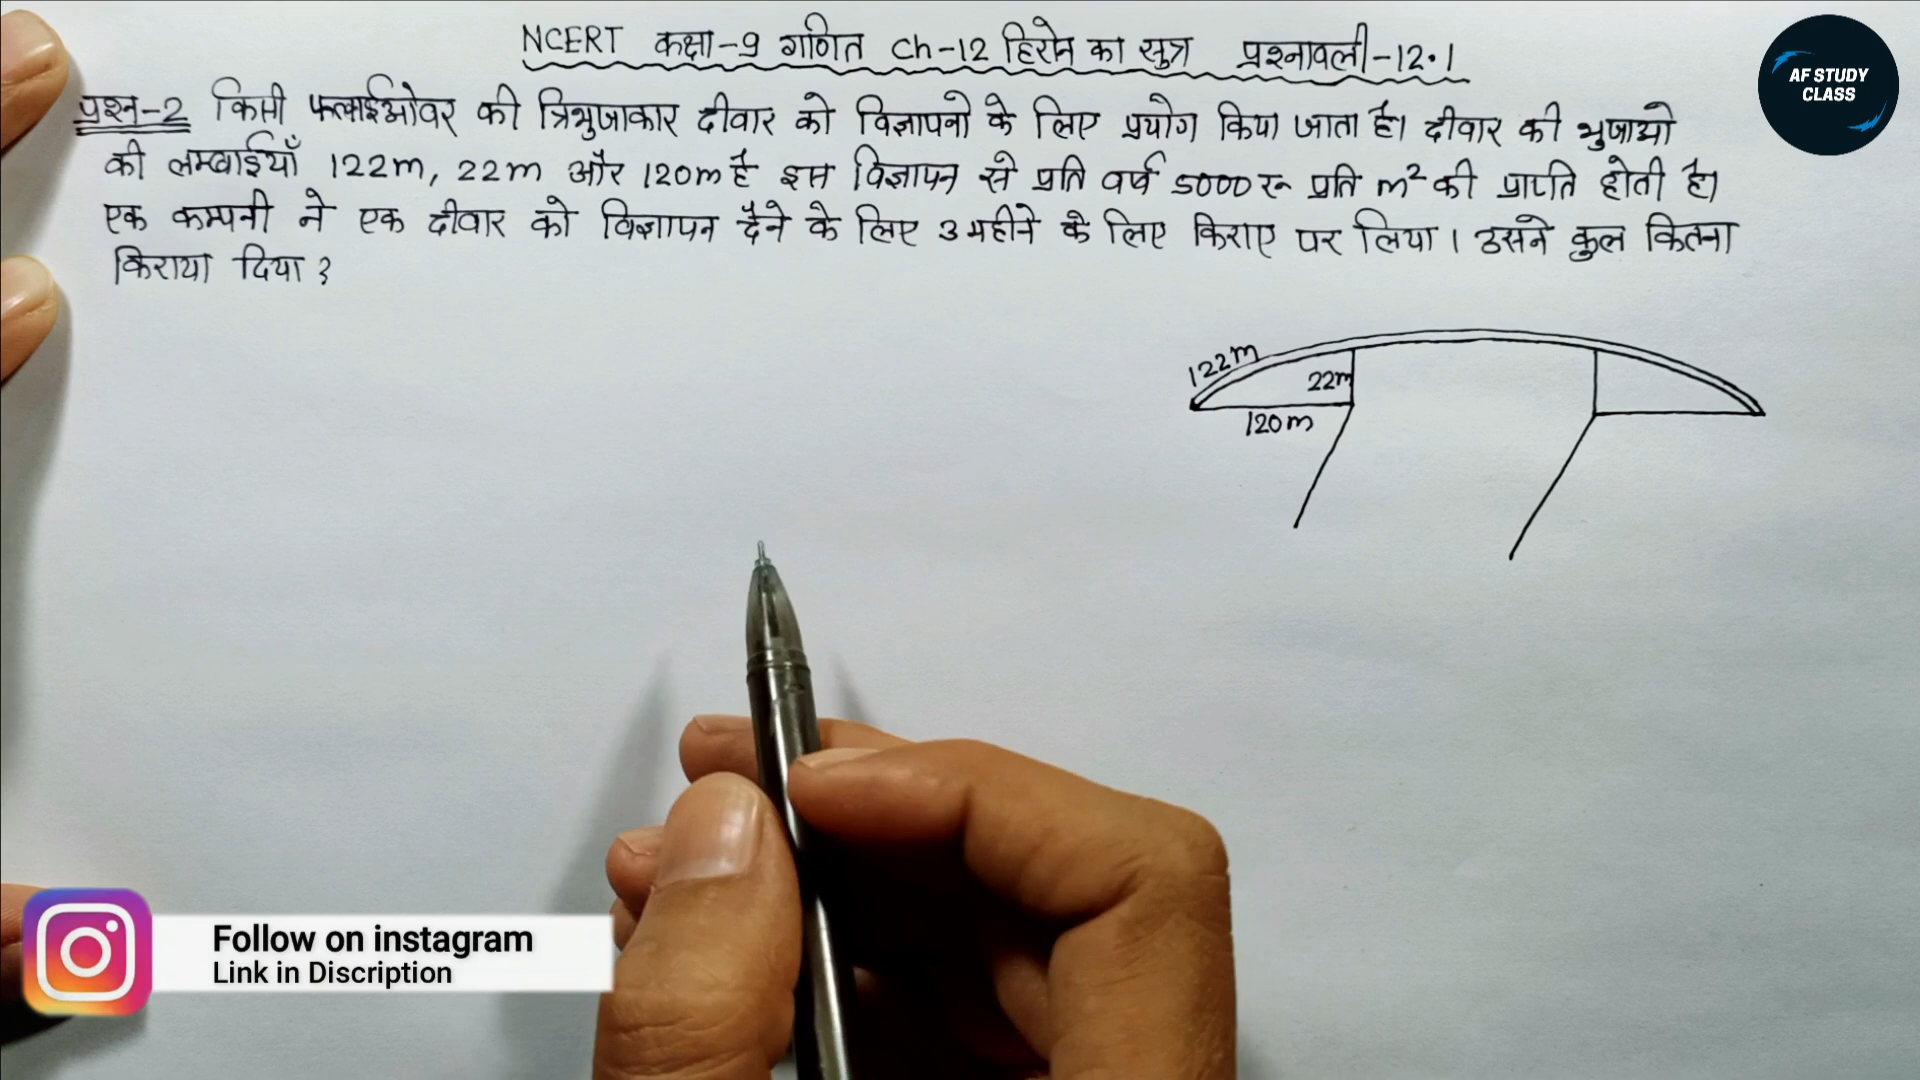 NCERT कक्षा-9 गणित Ch-12 हिरोन का सुत्र प्रश्नावली-12.1
AF STUDY
CLASS
प्रश्न-2 किसी फ्लाईओवर की त्रिभुजाकार दीवार को विज्ञापनो के लिए प्रयोग किया जाता है। दीवार की भुजाओ
की लम्बाईयाँ 122m, 22m और 120m है इस विज्ञापन से प्रति वर्ष 5000 रू प्रति m² की प्राप्ति होती है।
एक कम्पनी ने एक दीवार को विज्ञापन देने के लिए 3 महीने के लिए किराए पर लिया। उसने कुल कितना
किराया दिया ?
122m
22m
120m
Follow on instagram
Link in Discription